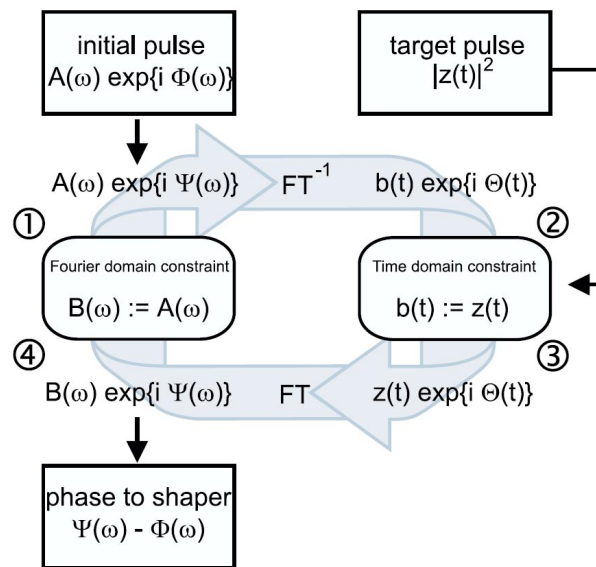 initial pulse
A(ω) exp{i Φ(ω)}
target pulse
|z(t)|²
A(ω) exp{i Ψ(ω)}
FT⁻¹
b(t) exp{i Θ(t)}
①
②
Fourier domain constraint
B(ω) := A(ω)
Time domain constraint
b(t) := z(t)
④
③
B(ω) exp{i Ψ(ω)}
FT
z(t) exp{i Θ(t)}
phase to shaper
Ψ(ω) - Φ(ω)